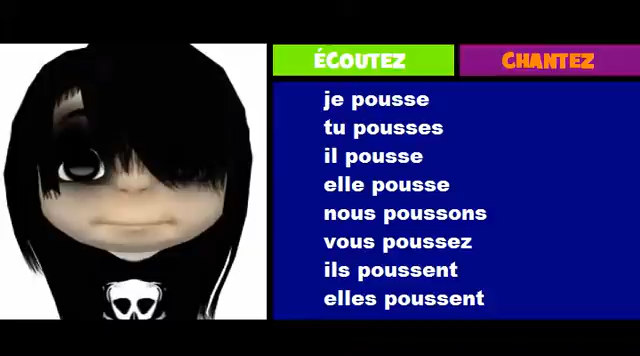 ÉCOUTEZ
CHANTEZ
je pousse
tu pousses
il pousse
elle pousse
nous poussons
vous poussez
ils poussent
elles poussent